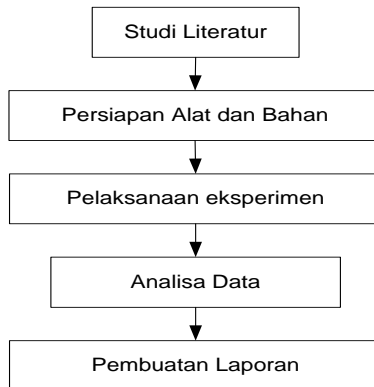 Studi Literatur
Persiapan Alat dan Bahan
Pelaksanaan eksperimen
Analisa Data
Pembuatan Laporan